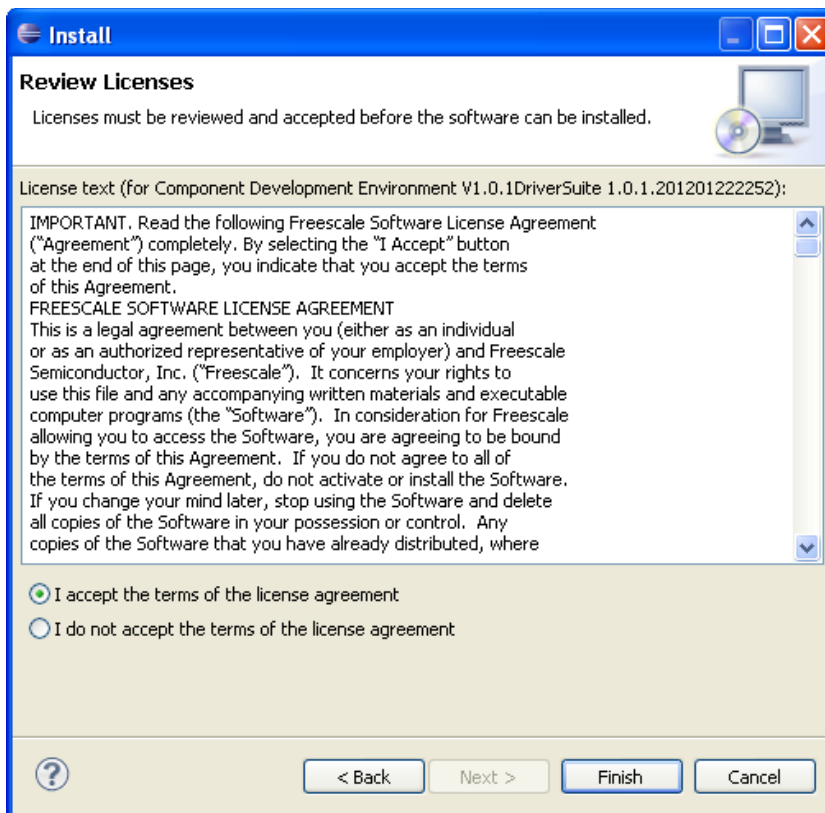 Install
Review Licenses
Licenses must be reviewed and accepted before the software can be installed.
License text (for Component Development Environment V1.0.1DriverSuite 1.0.1.201201222252):
IMPORTANT. Read the following Freescale Software License Agreement
("Agreement") completely. By selecting the "I Accept" button
at the end of this page, you indicate that you accept the terms
of this Agreement.
FREESCALE SOFTWARE LICENSE AGREEMENT
This is a legal agreement between you (either as an individual
or as an authorized representative of your employer) and Freescale
Semiconductor, Inc. ("Freescale").  It concerns your rights to
use this file and any accompanying written materials and executable
computer programs (the "Software").  In consideration for Freescale
allowing you to access the Software, you are agreeing to be bound
by the terms of this Agreement.  If you do not agree to all of
the terms of this Agreement, do not activate or install the Software.
If you change your mind later, stop using the Software and delete
all copies of the Software in your possession or control.  Any
copies of the Software that you have already distributed, where
I accept the terms of the license agreement
I do not accept the terms of the license agreement
? < Back Next > Finish Cancel